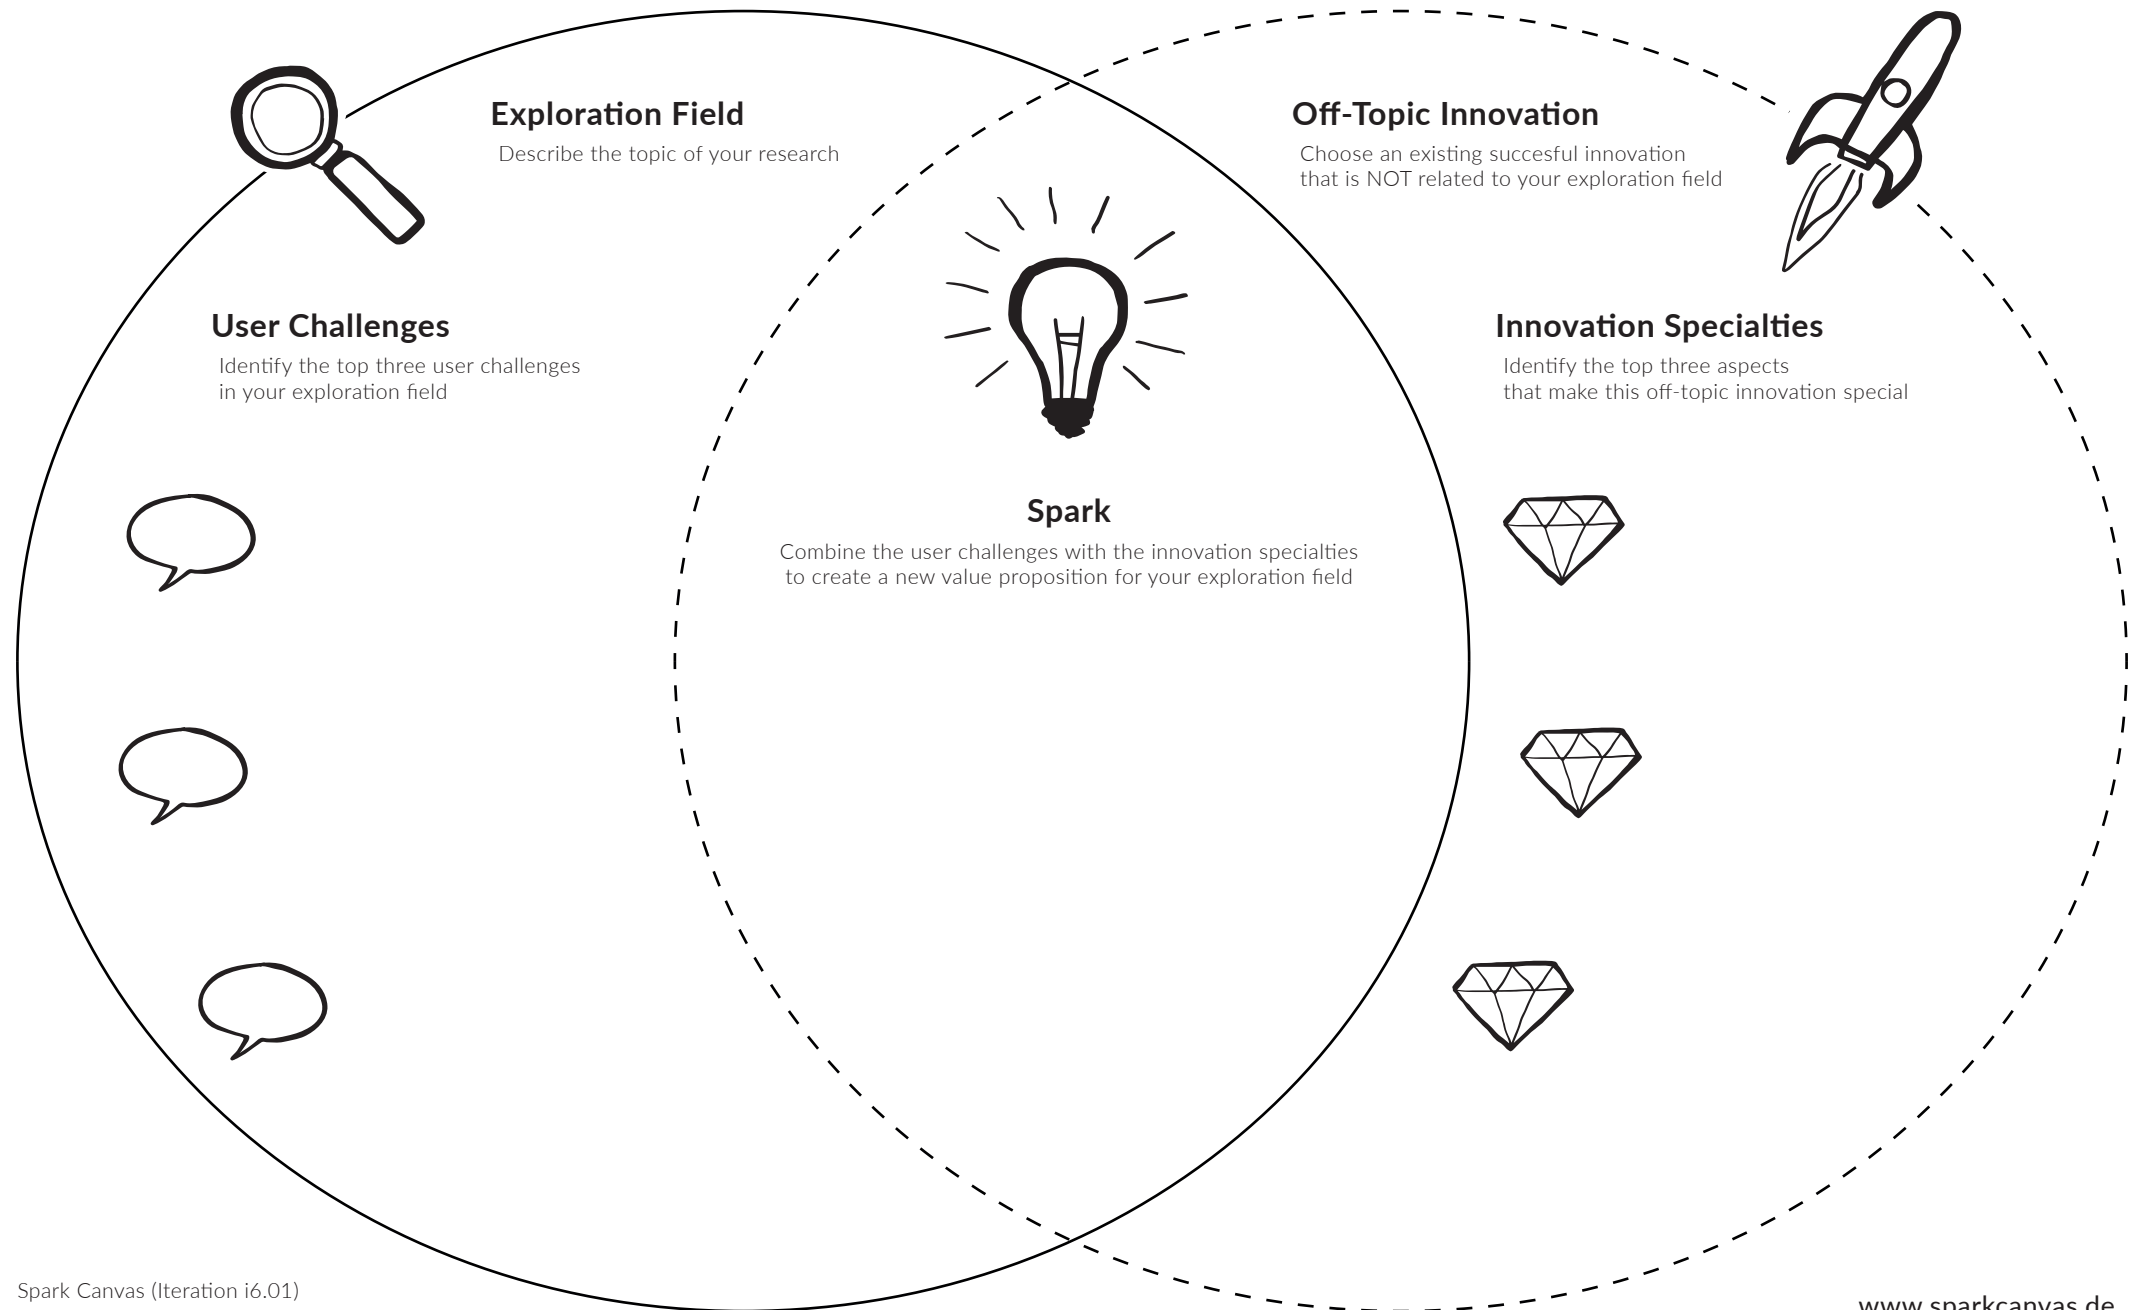 Exploration Field
Describe the topic of your research
Off-Topic Innovation
Choose an existing succesful innovation
that is NOT related to your exploration field
User Challenges
Identify the top three user challenges
in your exploration field
Innovation Specialties
Identify the top three aspects
that make this off-topic innovation special
Spark
Combine the user challenges with the innovation specialties
to create a new value proposition for your exploration field
Spark Canvas (Iteration i6.01)
www.sparkcanvas.de